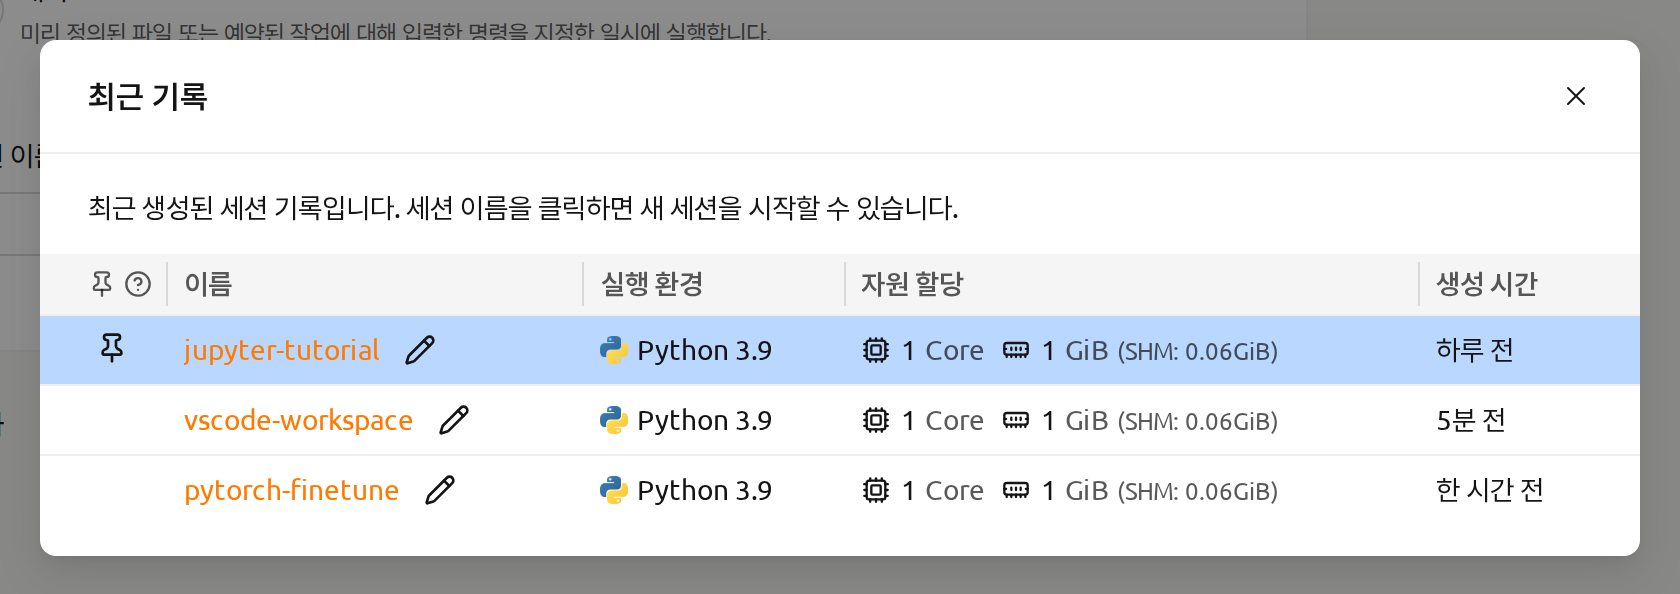 미리 정의된 파일 또는 예약된 작업에 대해 입력한 명령을 지정한 일시에 실행합니다.
최근 기록
최근 생성된 세션 기록입니다. 세션 이름을 클릭하면 새 세션을 시작할 수 있습니다.
이름 실행 환경 자원 할당 생성 시간
jupyter-tutorial Python 3.9 1 Core 1 GiB (SHM: 0.06GiB) 하루 전
vscode-workspace Python 3.9 1 Core 1 GiB (SHM: 0.06GiB) 5분 전
pytorch-finetune Python 3.9 1 Core 1 GiB (SHM: 0.06GiB) 한 시간 전